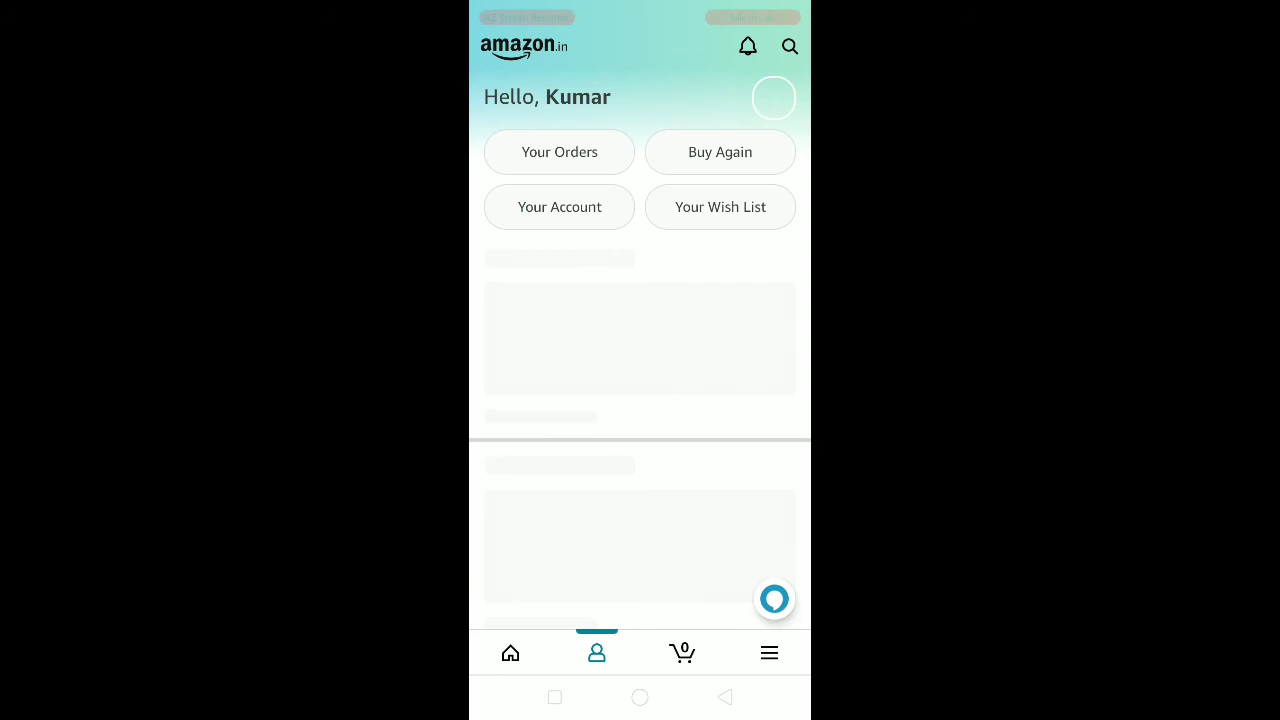 amazon.in
Hello, Kumar
Your Orders
Buy Again
Your Account
Your Wish List
0